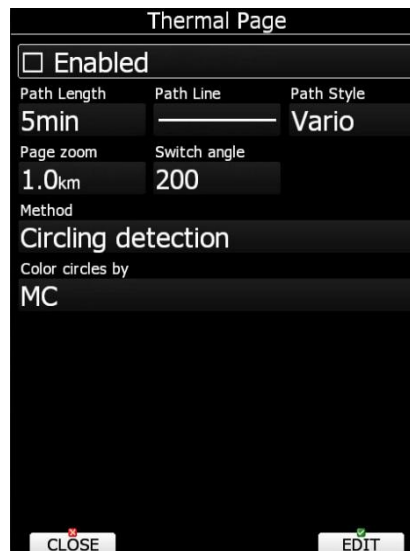 Thermal Page
Enabled
Path Length Path Line Path Style
5min Vario
Page zoom Switch angle
1.0km 200
Method
Circling detection
Color circles by
MC
CLOSE EDIT